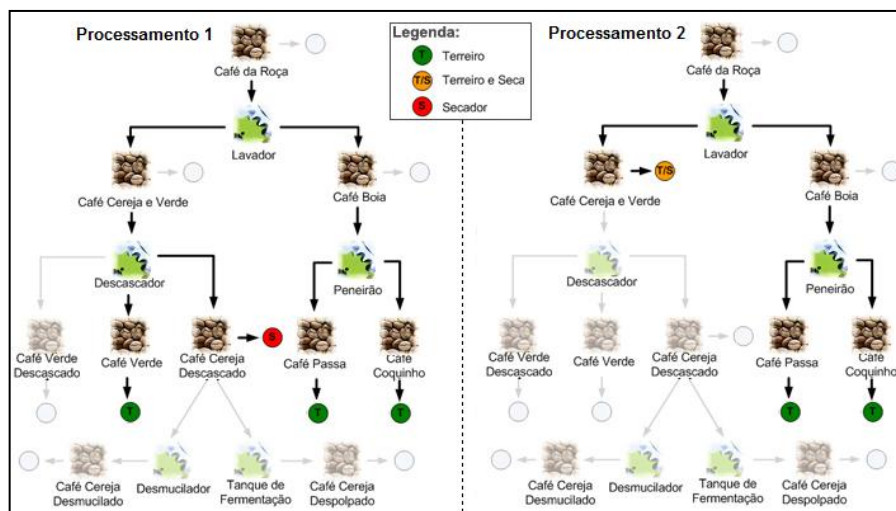 Processamento 1
Legenda:
T Terreiro
T/S Terreiro e Seca
S Secador
Processamento 2
Café da Roça
Lavador
Café Cereja e Verde
Café Boia
Descascador
Peneirão
Café Verde
Descascado
Café Verde
Café Cereja
Descascado
S
Café Passa
Café
Coquinho
T
T
T
Café Cereja
Desmucilado
Desmucilador
Tanque de
Fermentação
Café Cereja
Despolpado
Café da Roça
Lavador
Café Cereja e Verde
T/S
Café Boia
Descascador
Peneirão
Café Verde
Descascado
Café Verde
Café Cereja
Descascado
Café Passa
Café
Coquinho
T
T
Café Cereja
Desmucilado
Desmucilador
Tanque de
Fermentação
Café Cereja
Despolpado